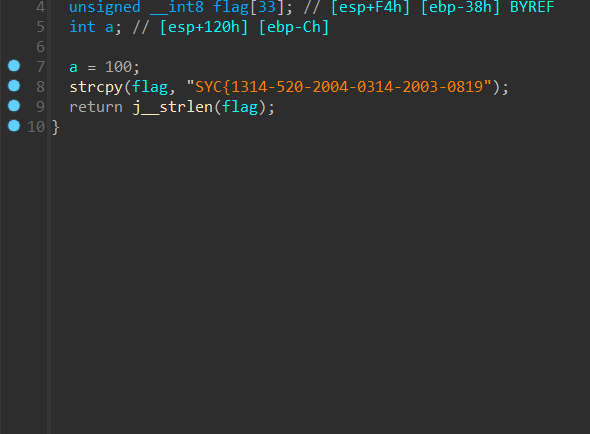 4 unsigned __int8 flag[33]; // [esp+F4h] [ebp-38h] BYREF
5 int a; // [esp+120h] [ebp-Ch]
6
7 a = 100;
8 strcpy(flag, "SYC{1314-520-2004-0314-2003-0819");
9 return j__strlen(flag);
10 }